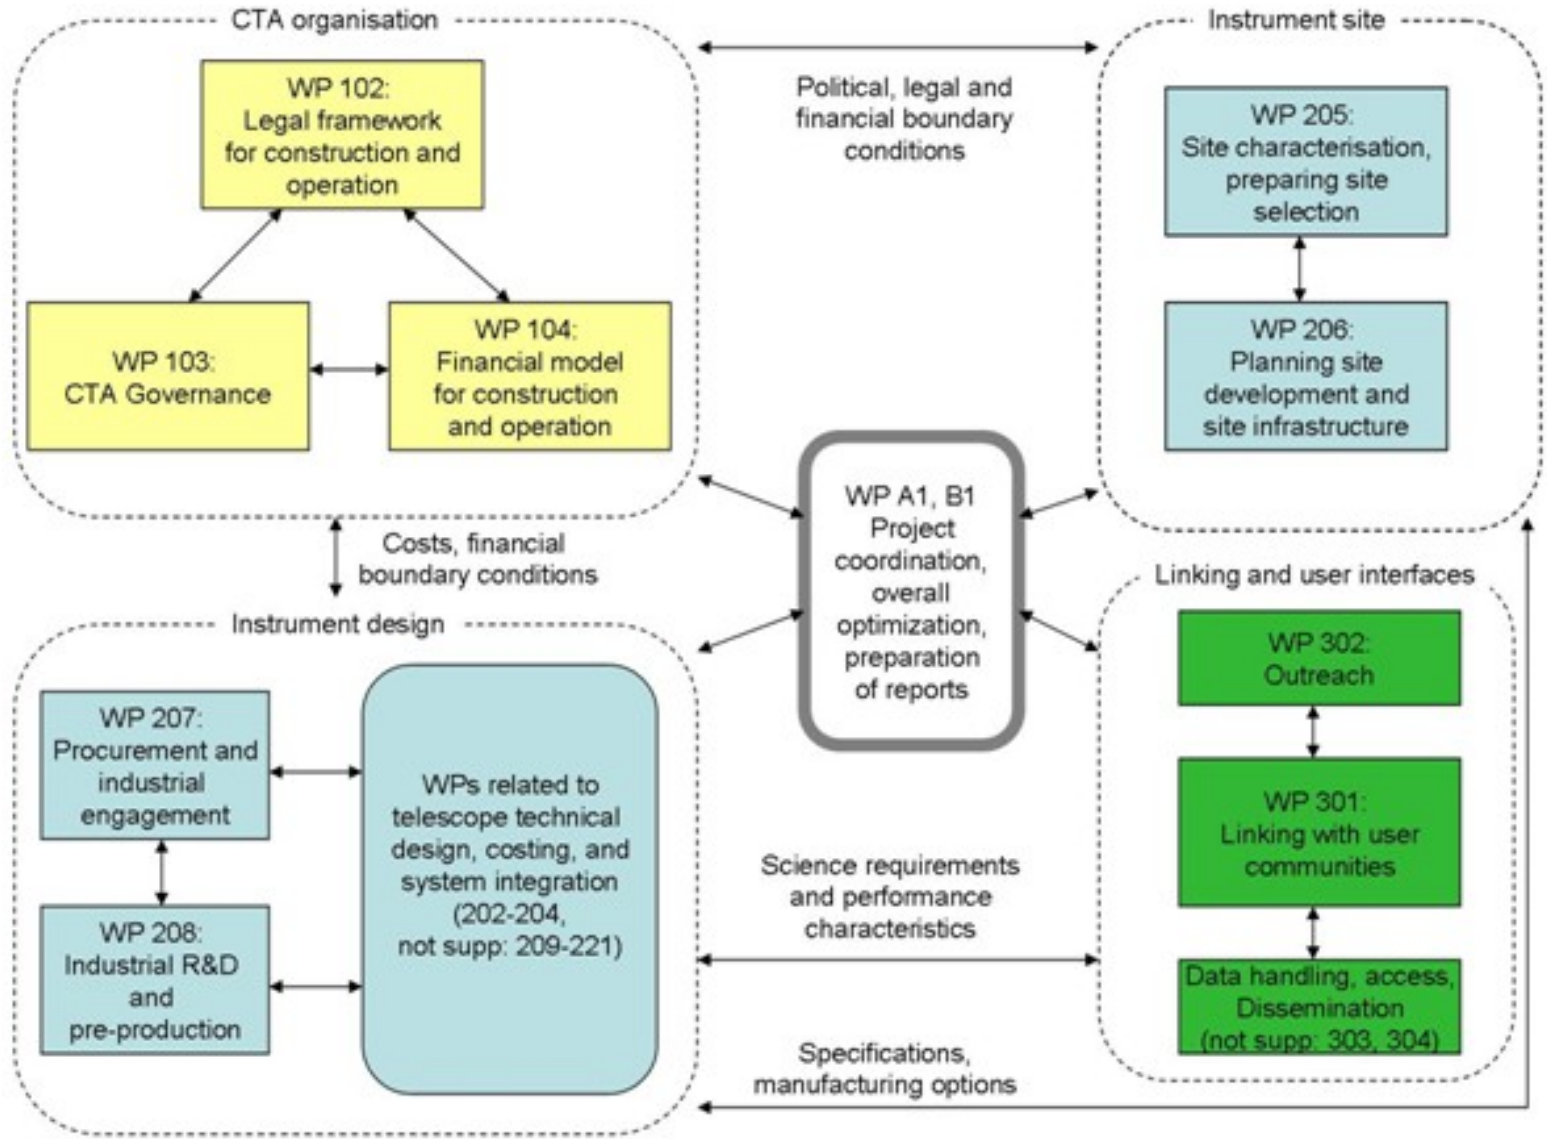 CTA organisation
WP 102:
Legal framework
for construction and
operation
WP 103:
CTA Governance
WP 104:
Financial model
for construction
and operation
Political, legal and
financial boundary
conditions
Instrument site
WP 205:
Site characterisation,
preparing site
selection
WP 206:
Planning site
development and
site infrastructure
Costs, financial
boundary conditions
WP A1, B1
Project
coordination,
overall
optimization,
preparation
of reports
Instrument design
WP 207:
Procurement and
industrial
engagement
WP 208:
Industrial R&D
and
pre-production
WPs related to
telescope technical
design, costing, and
system integration
(202-204,
not supp: 209-221)
Science requirements
and performance
characteristics
Specifications,
manufacturing options
Linking and user interfaces
WP 302:
Outreach
WP 301:
Linking with user
communities
Data handling, access,
Dissemination
(not supp: 303, 304)